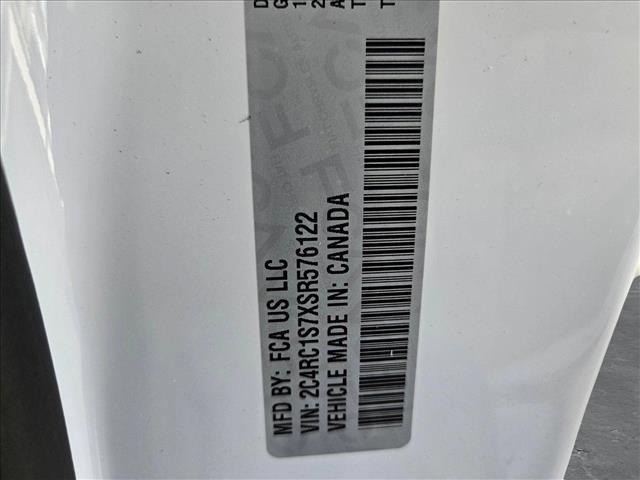 MFD BY: FCA US LLC
VIN: 2C4RC1S7XSR576122
VEHICLE MADE IN: CANADA